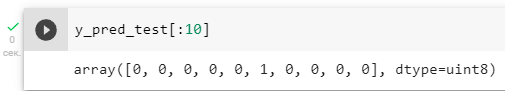 y_pred_test[:10]
0
сек.
array([0, 0, 0, 0, 0, 1, 0, 0, 0, 0], dtype=uint8)